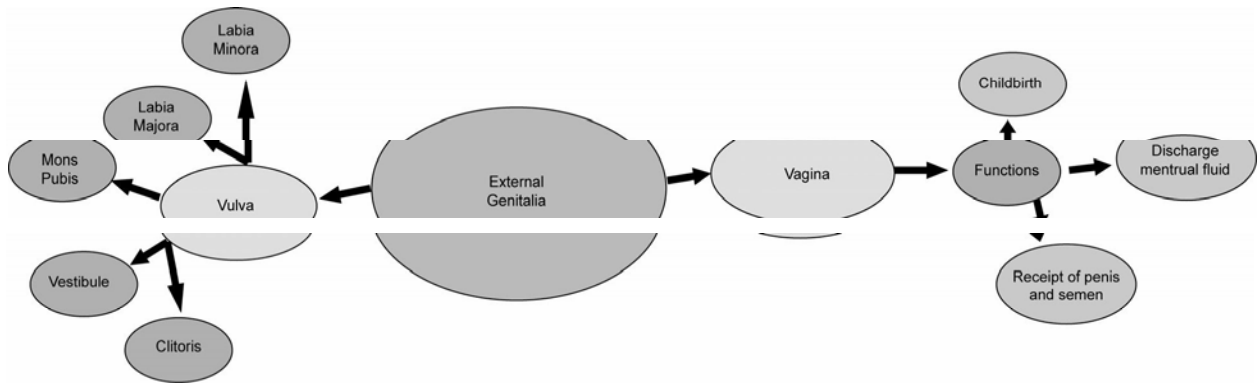 Labia
Minora
Labia
Majora
Mons
Pubis
Vulva
Vestibule
Clitoris
External
Genitalia
Vagina
Functions
Childbirth
Discharge
mentrual fluid
Receipt of penis
and semen